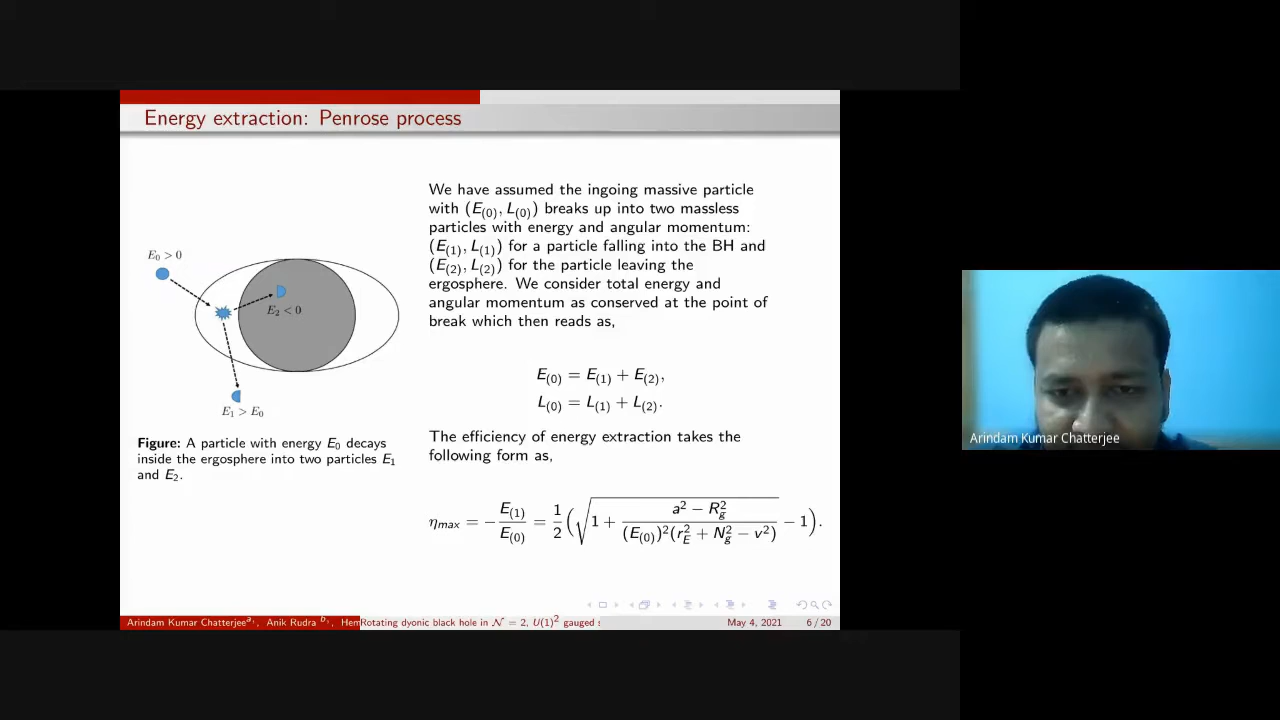 Energy extraction: Penrose process
E₀ > 0
E₂ < 0
E₁ > E₀
Figure: A particle with energy E₀ decays
inside the ergosphere into two particles E₁
and E₂.
We have assumed the ingoing massive particle
with (E₍₀₎, L₍₀₎) breaks up into two massless
particles with energy and angular momentum:
(E₍₁₎, L₍₁₎) for a particle falling into the BH and
(E₍₂₎, L₍₂₎) for the particle leaving the
ergosphere. We consider total energy and
angular momentum as conserved at the point of
break which then reads as,
E₍₀₎ = E₍₁₎ + E₍₂₎,
L₍₀₎ = L₍₁₎ + L₍₂₎.
The efficiency of energy extraction takes the
following form as,
η_max = − E₍₁₎/E₍₀₎ = 1/2 (√(1 + (a² − R_g²)/((E₍₀₎)²(r_E² + N_g² − v²))) − 1).
Arindam Kumar Chatterjeeᵃ, , Anik Rudra ᵇ, , Hem Rotating dyonic black hole in 𝒩 = 2, U(1)² gauged s May 4, 2021 6 / 20
Arindam Kumar Chatterjee